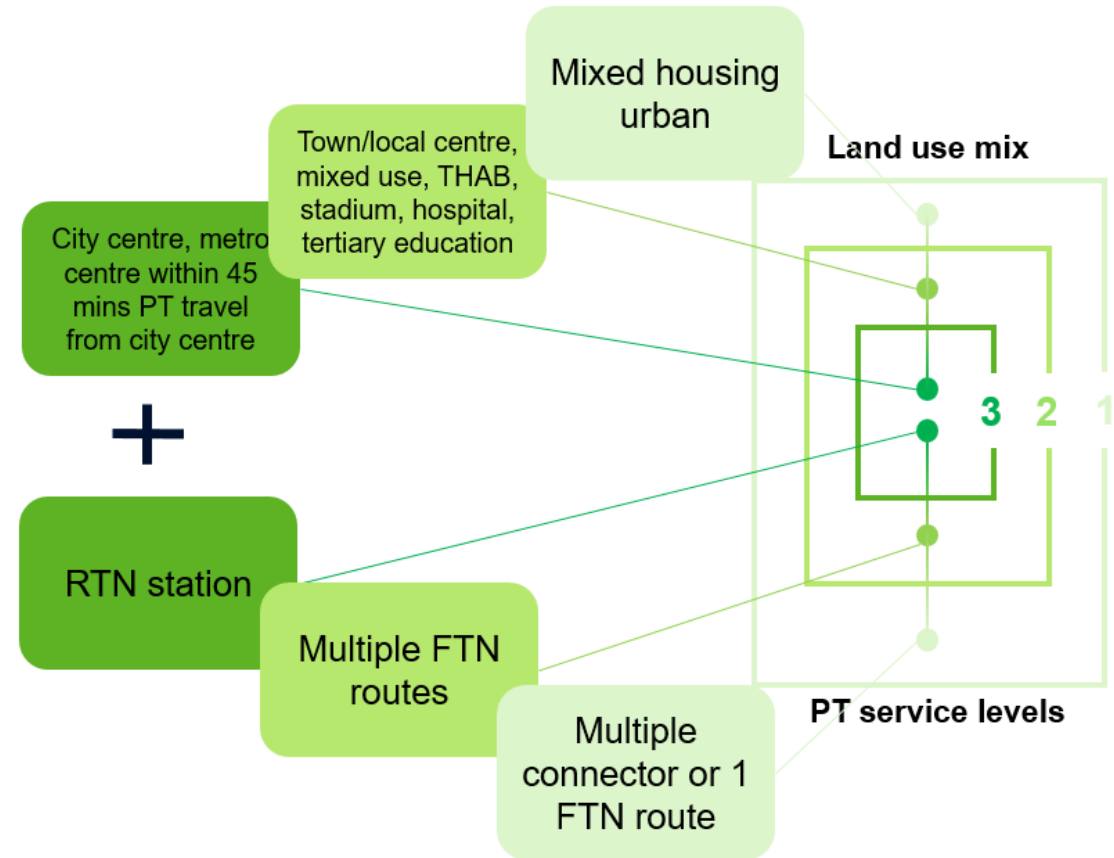 Mixed housing
urban
Land use mix
Town/local centre,
mixed use, THAB,
stadium, hospital,
tertiary education
City centre, metro
centre within 45
mins PT travel
from city centre
3 2 1
RTN station
Multiple FTN
routes
PT service levels
Multiple
connector or 1
FTN route